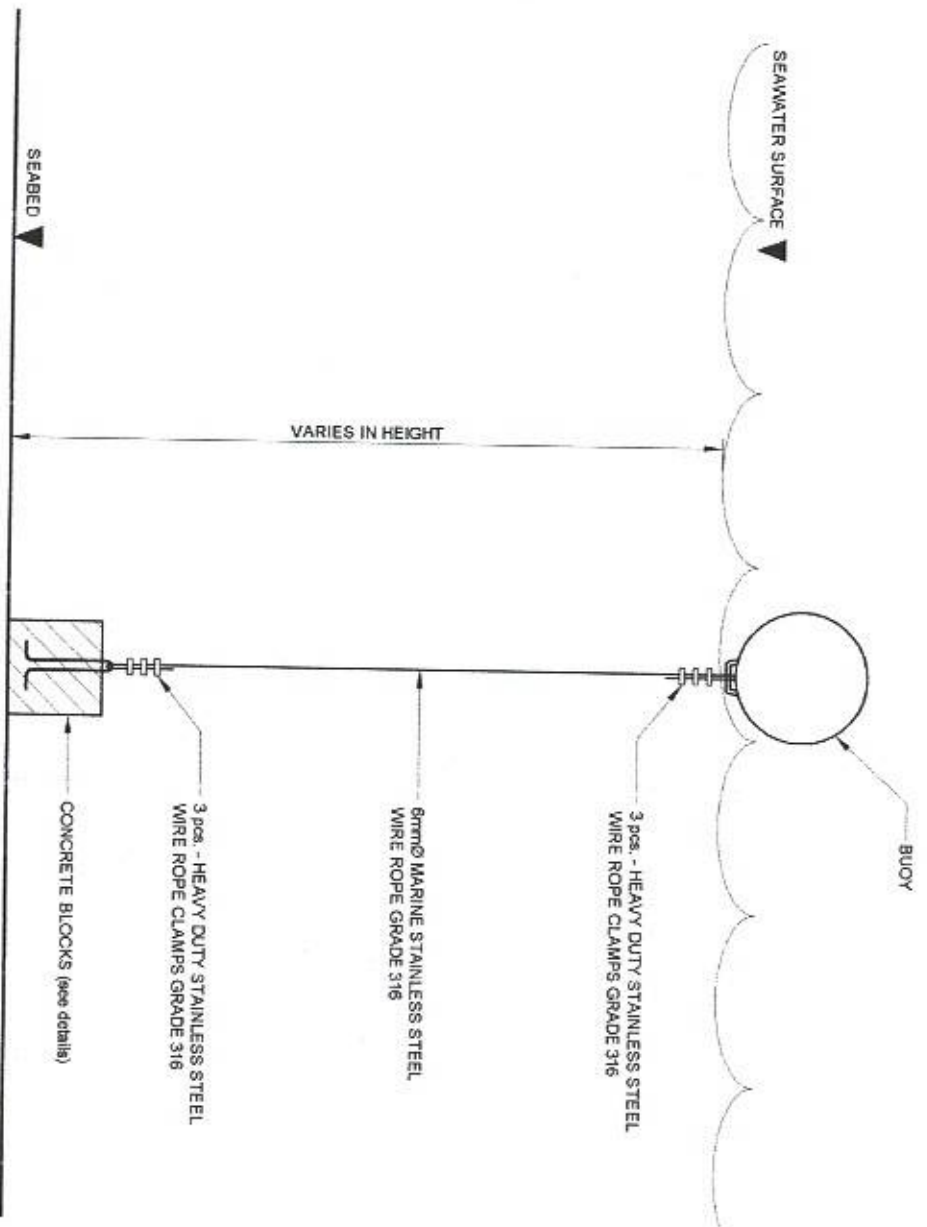 BUOY
SEAWATER SURFACE
3 pcs. - HEAVY DUTY STAINLESS STEEL
WIRE ROPE CLAMPS GRADE 316
VARIES IN HEIGHT
6mmØ MARINE STAINLESS STEEL
WIRE ROPE GRADE 316
3 pcs. - HEAVY DUTY STAINLESS STEEL
WIRE ROPE CLAMPS GRADE 316
SEABED
CONCRETE BLOCKS (see details)